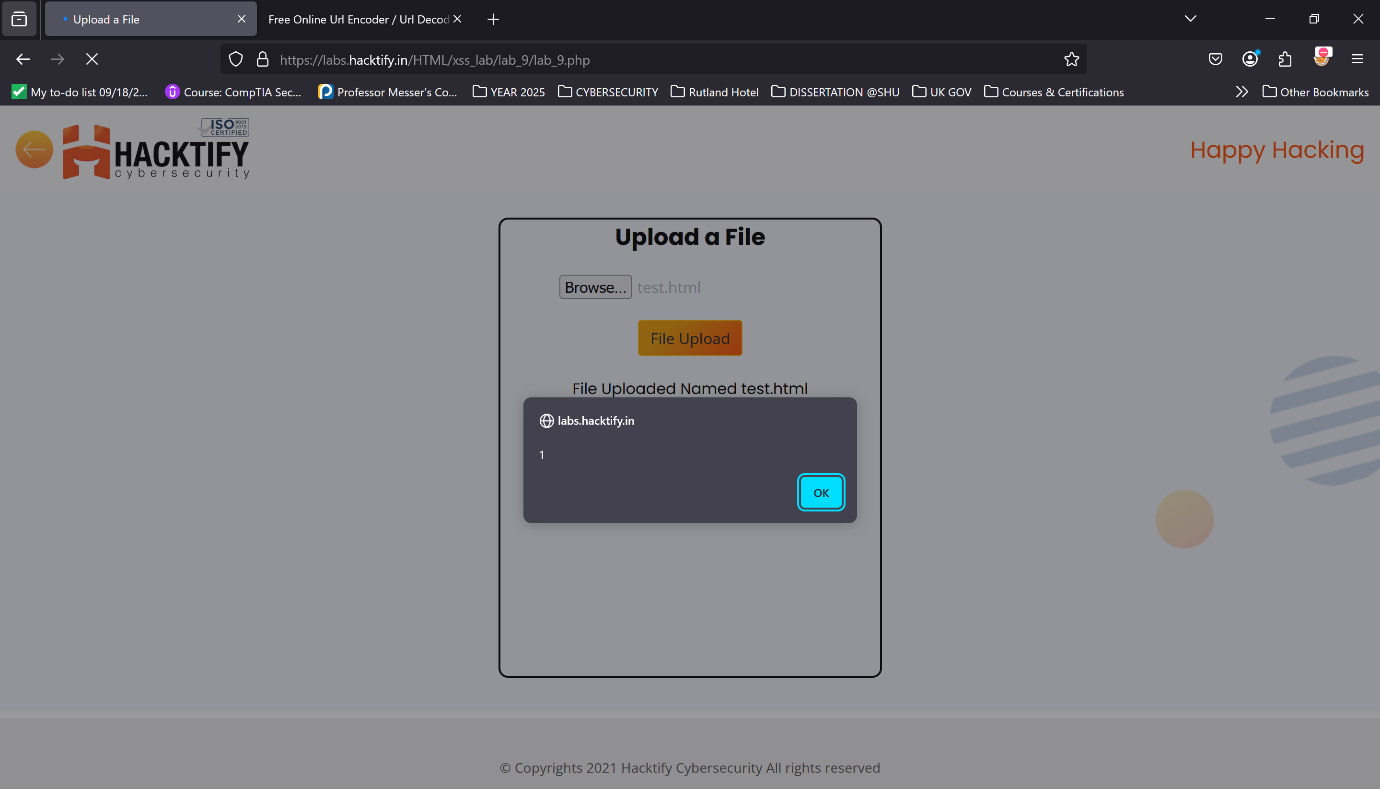 Upload a File
Free Online Url Encoder / Url Decod
https://labs.hacktify.in/HTML/xss_lab/lab_9/lab_9.php
My to-do list 09/18/2...
Course: CompTIA Sec...
Professor Messer's Co...
YEAR 2025
CYBERSECURITY
Rutland Hotel
DISSERTATION @SHU
UK GOV
Courses & Certifications
Other Bookmarks
ISO
CERTIFIED
HACKTIFY
cybersecurity
Happy Hacking
Upload a File
Browse... test.html
File Upload
File Uploaded Named test.html
labs.hacktify.in
1
OK
© Copyrights 2021 Hacktify Cybersecurity All rights reserved